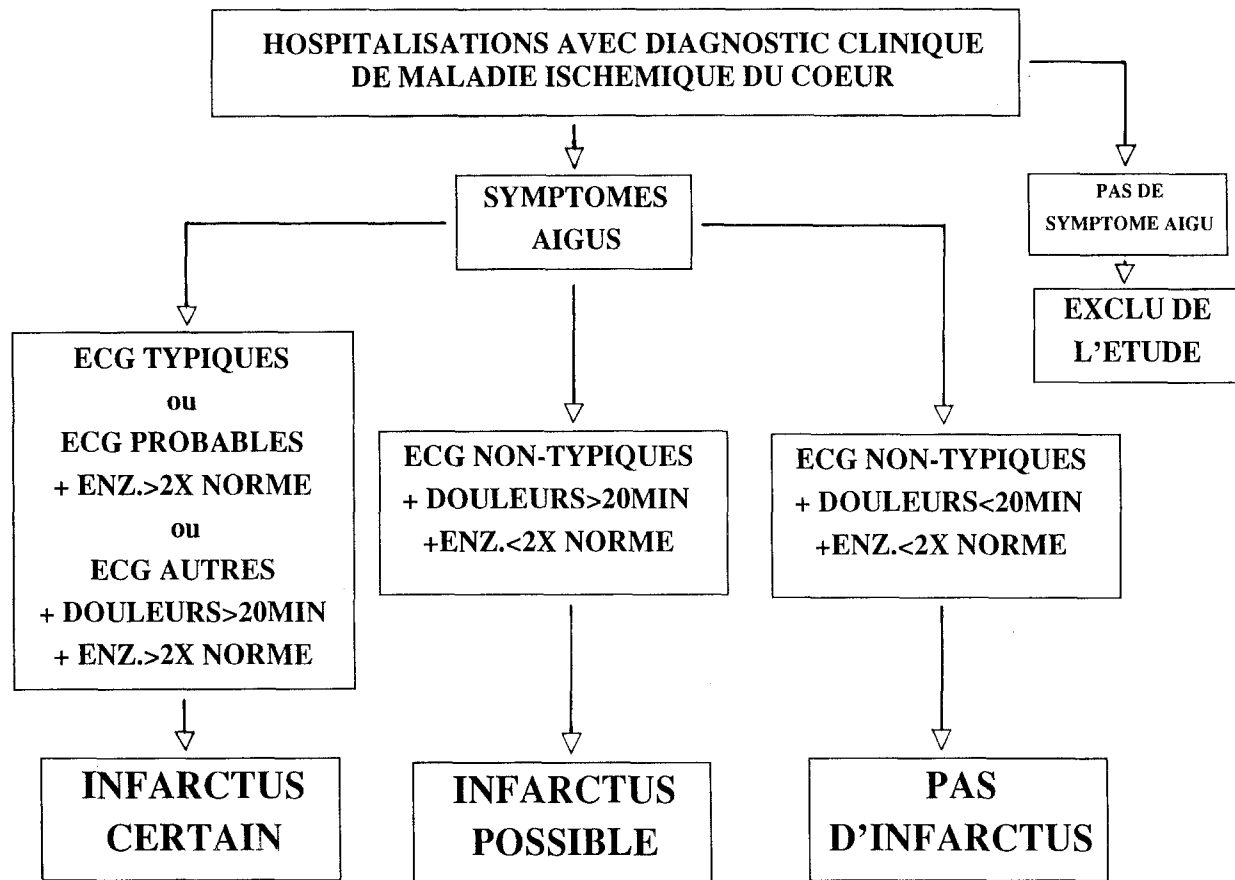 HOSPITALISATIONS AVEC DIAGNOSTIC CLINIQUE
DE MALADIE ISCHEMIQUE DU COEUR
SYMPTOMES
AIGUS
PAS DE
SYMPTOME AIGU
EXCLU DE
L'ETUDE
ECG TYPIQUES
ou
ECG PROBABLES
+ ENZ.>2X NORME
ou
ECG AUTRES
+ DOULEURS>20MIN
+ ENZ.>2X NORME
ECG NON-TYPIQUES
+ DOULEURS>20MIN
+ENZ.<2X NORME
ECG NON-TYPIQUES
+ DOULEURS<20MIN
+ENZ.<2X NORME
INFARCTUS
CERTAIN
INFARCTUS
POSSIBLE
PAS
D'INFARCTUS